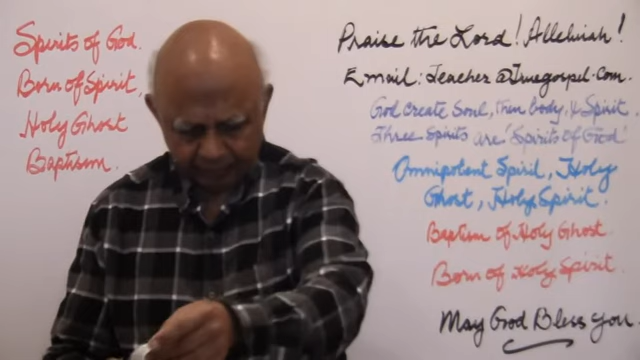 Spirits of God.
Born of Spirit,
Holy Ghost
Baptism.
Praise the Lord! Alleluiah!
Email: Teacher@Truegospel.com.
God create Soul, then body, & Spirit.
Three Spirits are 'Spirits of God'
Omnipotent Spirit, Holy
Ghost, Holy Spirit.
Baptism of Holy Ghost.
Born of Holy Spirit.
May God Bless you.